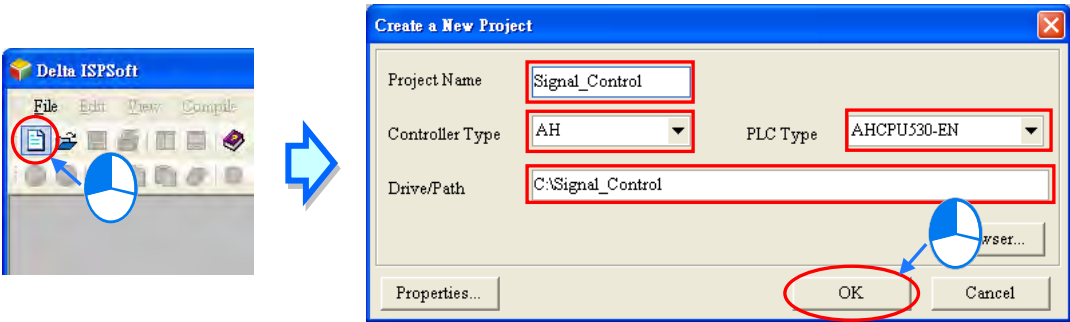 Delta ISPSoft
File Edit View Compile
Create a New Project
Project Name Signal_Control
Controller Type AH PLC Type AHCPU530-EN
Drive/Path C:\Signal_Control
wser...
Properties... OK Cancel